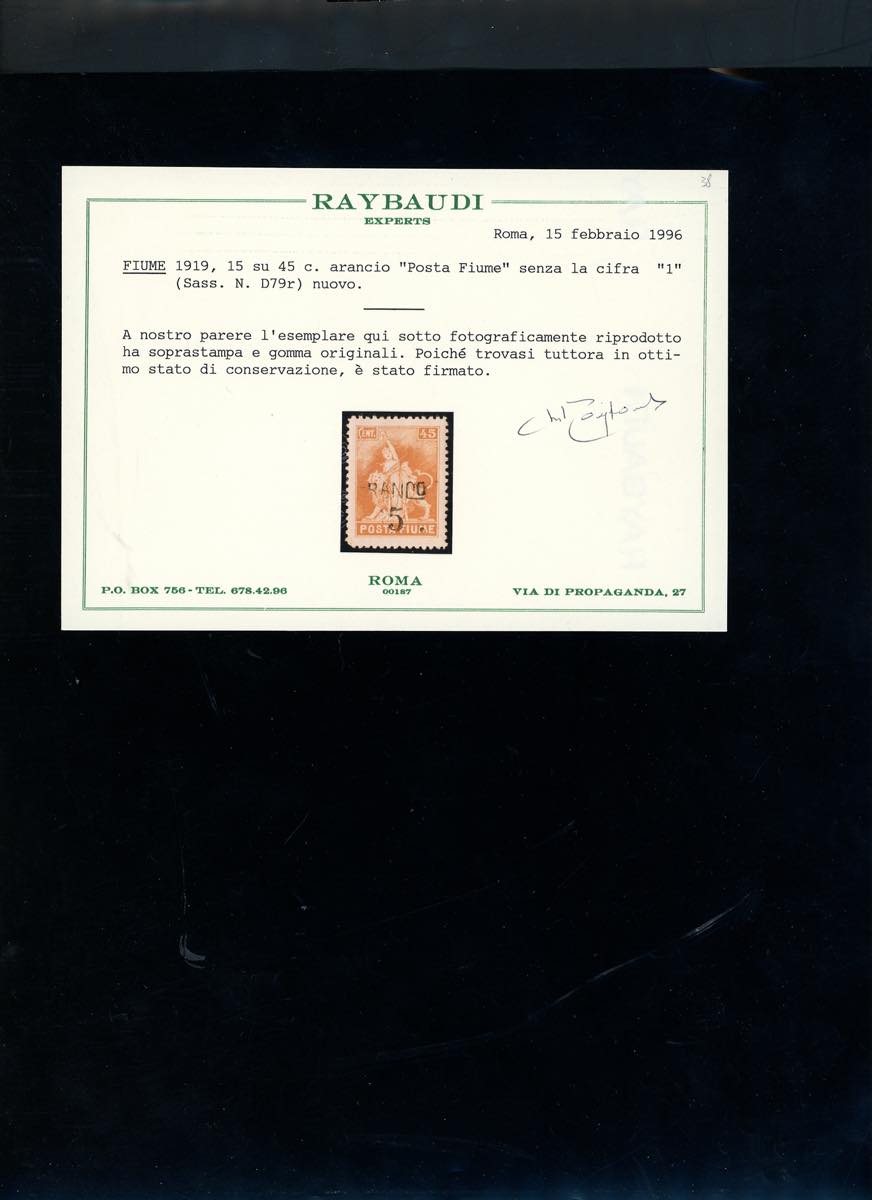 38
RAYBAUDI
EXPERTS
Roma, 15 febbraio 1996
FIUME 1919, 15 su 45 c. arancio "Posta Fiume" senza la cifra "1"
(Sass. N. D79r) nuovo.
A nostro parere l'esemplare qui sotto fotograficamente riprodotto
ha soprastampa e gomma originali. Poiché trovasi tuttora in otti-
mo stato di conservazione, è stato firmato.
CENT. 45
RANCO
5
POSTA FIUME
ROMA
00187
P.O. BOX 756 - TEL. 678.42.96
VIA DI PROPAGANDA, 27